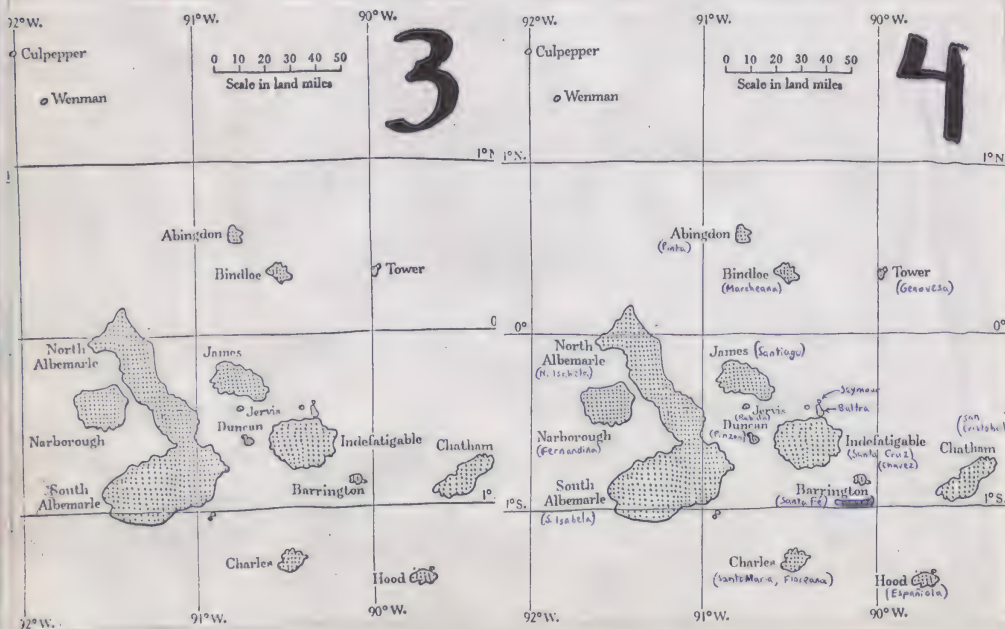 92°W.
91°W.
90°W.
3
Culpepper
0 10 20 30 40 50
Scale in land miles
Wenman
1°N
Abingdon
Bindloe
Tower
0
North
Albemarle
James
Jervis
Duncan
Narborough
Indefatigable
Chatham
South
Albemarle
Barrington
1°
Charles
Hood
92°W.
91°W.
90°W.
92°W.
91°W.
90°W.
4
Culpepper
0 10 20 30 40 50
Scale in land miles
Wenman
1°N.
1°N
Abingdon
(Pinta)
Bindloe
(Marcheana)
Tower
(Genovesa)
0°
0°
North
Albemarle
(N. Isabela)
James (Santiago)
Seymour
Baltra
Jervis
(Rabida)
Duncan
(Pinzon)
Narborough
(Fernandina)
Indefatigable
(Santa Cruz)
(Chavez)
(San
Cristobal)
Chatham
South
Albemarle
(S. Isabela)
Barrington
(Santa Fe)
1°S.
1°S.
Charles
(Santa Maria, Floreana)
Hood
(Española)
92°W.
91°W.
90°W.